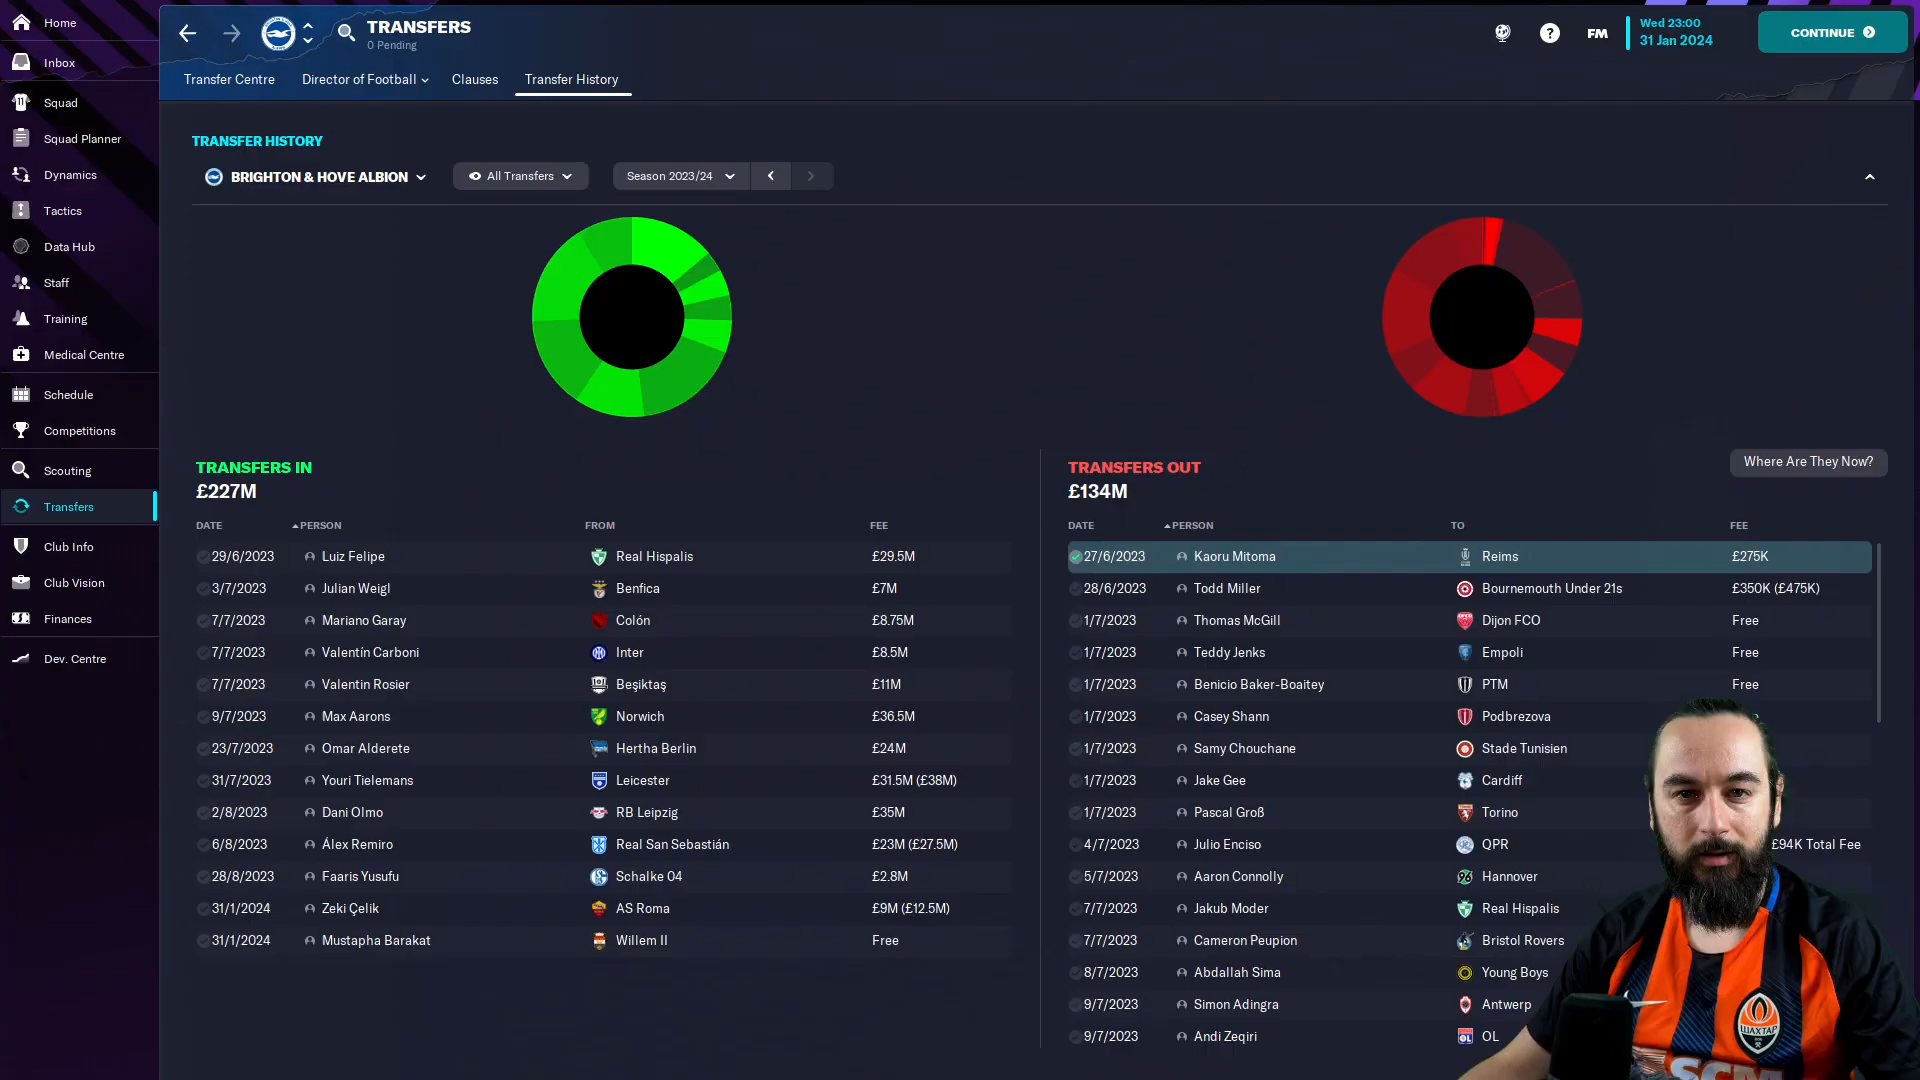 Home
Inbox
Squad
Squad Planner
Dynamics
Tactics
Data Hub
Staff
Training
Medical Centre
Schedule
Competitions
Scouting
Transfers
Club Info
Club Vision
Finances
Dev. Centre
TRANSFERS
0 Pending
? FM Wed 23:00
31 Jan 2024
CONTINUE
Transfer Centre Director of Football Clauses Transfer History
TRANSFER HISTORY
BRIGHTON & HOVE ALBION All Transfers Season 2023/24
TRANSFERS IN
£227M
DATE PERSON FROM FEE
29/6/2023 Luiz Felipe Real Hispalis £29.5M
3/7/2023 Julian Weigl Benfica £7M
7/7/2023 Mariano Garay Colón £8.75M
7/7/2023 Valentín Carboni Inter £8.5M
7/7/2023 Valentin Rosier Beşiktaş £11M
9/7/2023 Max Aarons Norwich £36.5M
23/7/2023 Omar Alderete Hertha Berlin £24M
31/7/2023 Youri Tielemans Leicester £31.5M (£38M)
2/8/2023 Dani Olmo RB Leipzig £35M
6/8/2023 Álex Remiro Real San Sebastián £23M (£27.5M)
28/8/2023 Faaris Yusufu Schalke 04 £2.8M
31/1/2024 Zeki Çelik AS Roma £9M (£12.5M)
31/1/2024 Mustapha Barakat Willem II Free
TRANSFERS OUT
£134M
Where Are They Now?
DATE PERSON TO FEE
27/6/2023 Kaoru Mitoma Reims £275K
28/6/2023 Todd Miller Bournemouth Under 21s £350K (£475K)
1/7/2023 Thomas McGill Dijon FCO Free
1/7/2023 Teddy Jenks Empoli Free
1/7/2023 Benicio Baker-Boaitey PTM Free
1/7/2023 Casey Shann Podbrezova
1/7/2023 Samy Chouchane Stade Tunisien
1/7/2023 Jake Gee Cardiff
1/7/2023 Pascal Groß Torino
4/7/2023 Julio Enciso QPR £94K Total Fee
5/7/2023 Aaron Connolly Hannover
7/7/2023 Jakub Moder Real Hispalis
7/7/2023 Cameron Peupion Bristol Rovers
8/7/2023 Abdallah Sima Young Boys
9/7/2023 Simon Adingra Antwerp
9/7/2023 Andi Zeqiri OL
ШАХТАР